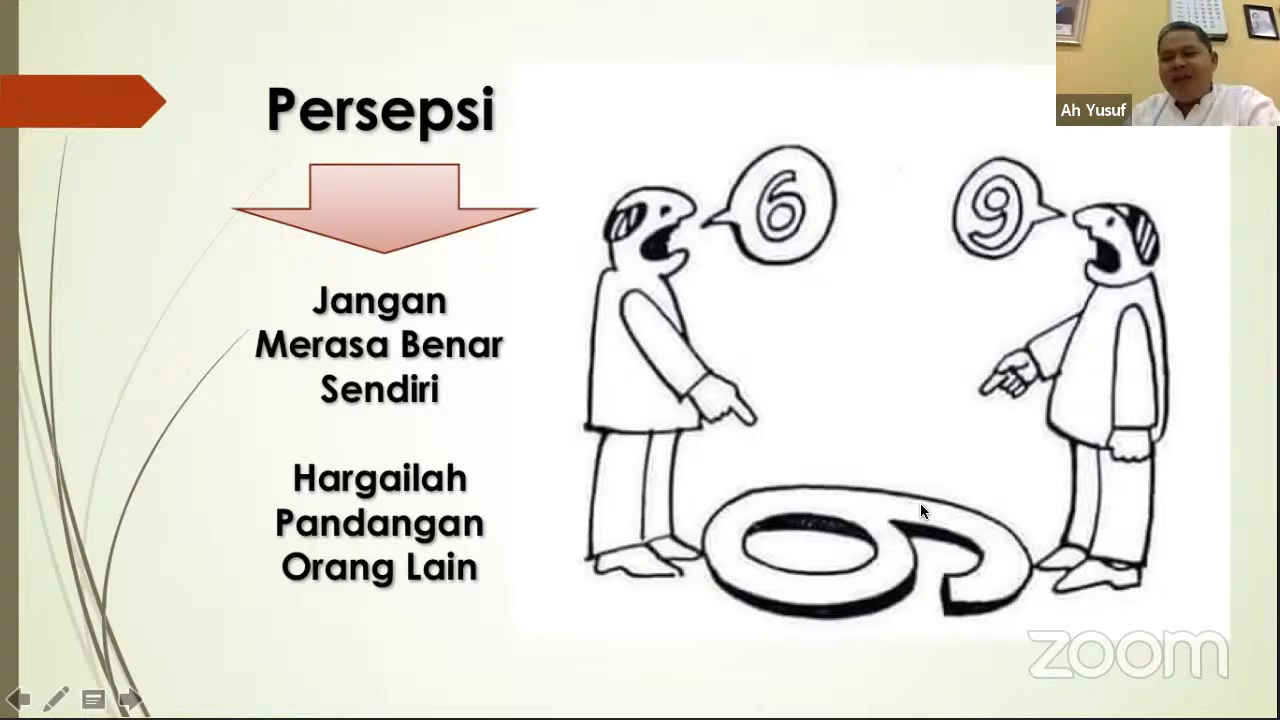 Persepsi
Jangan
Merasa Benar
Sendiri
Hargailah
Pandangan
Orang Lain
6
9
Ah Yusuf
zoom